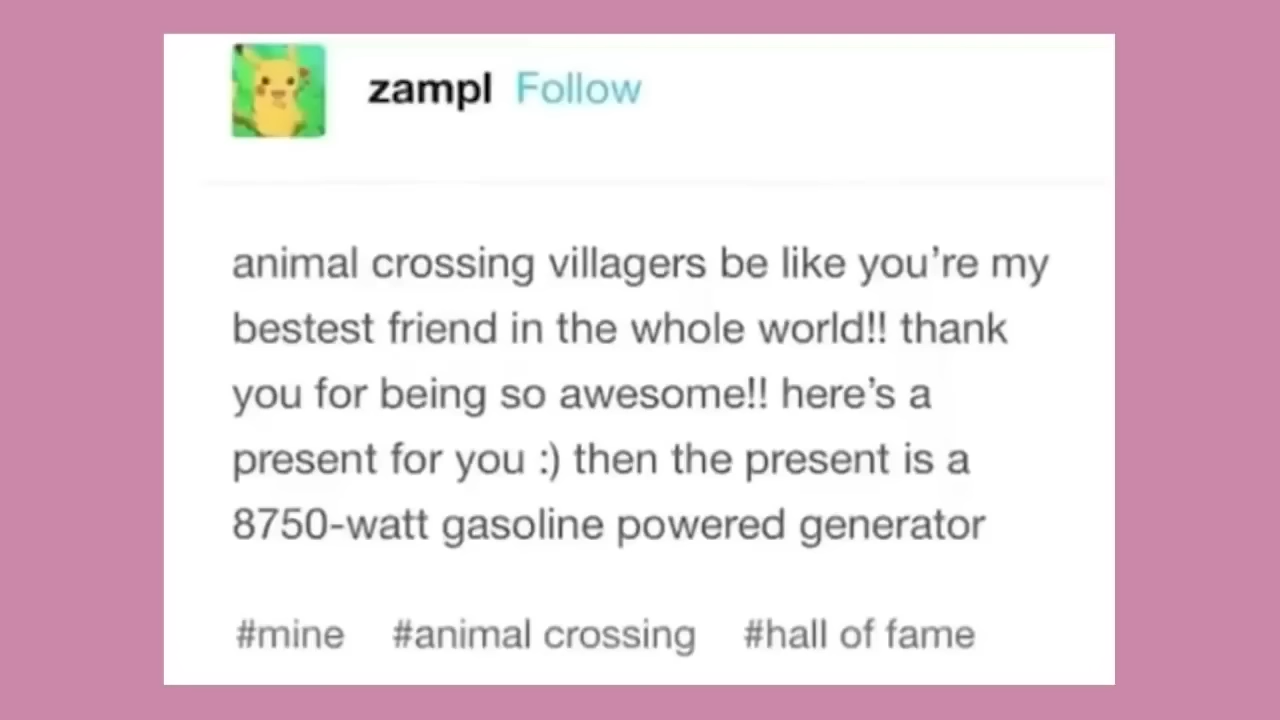 zampl Follow
animal crossing villagers be like you’re my
bestest friend in the whole world!! thank
you for being so awesome!! here’s a
present for you :) then the present is a
8750-watt gasoline powered generator
#mine #animal crossing #hall of fame